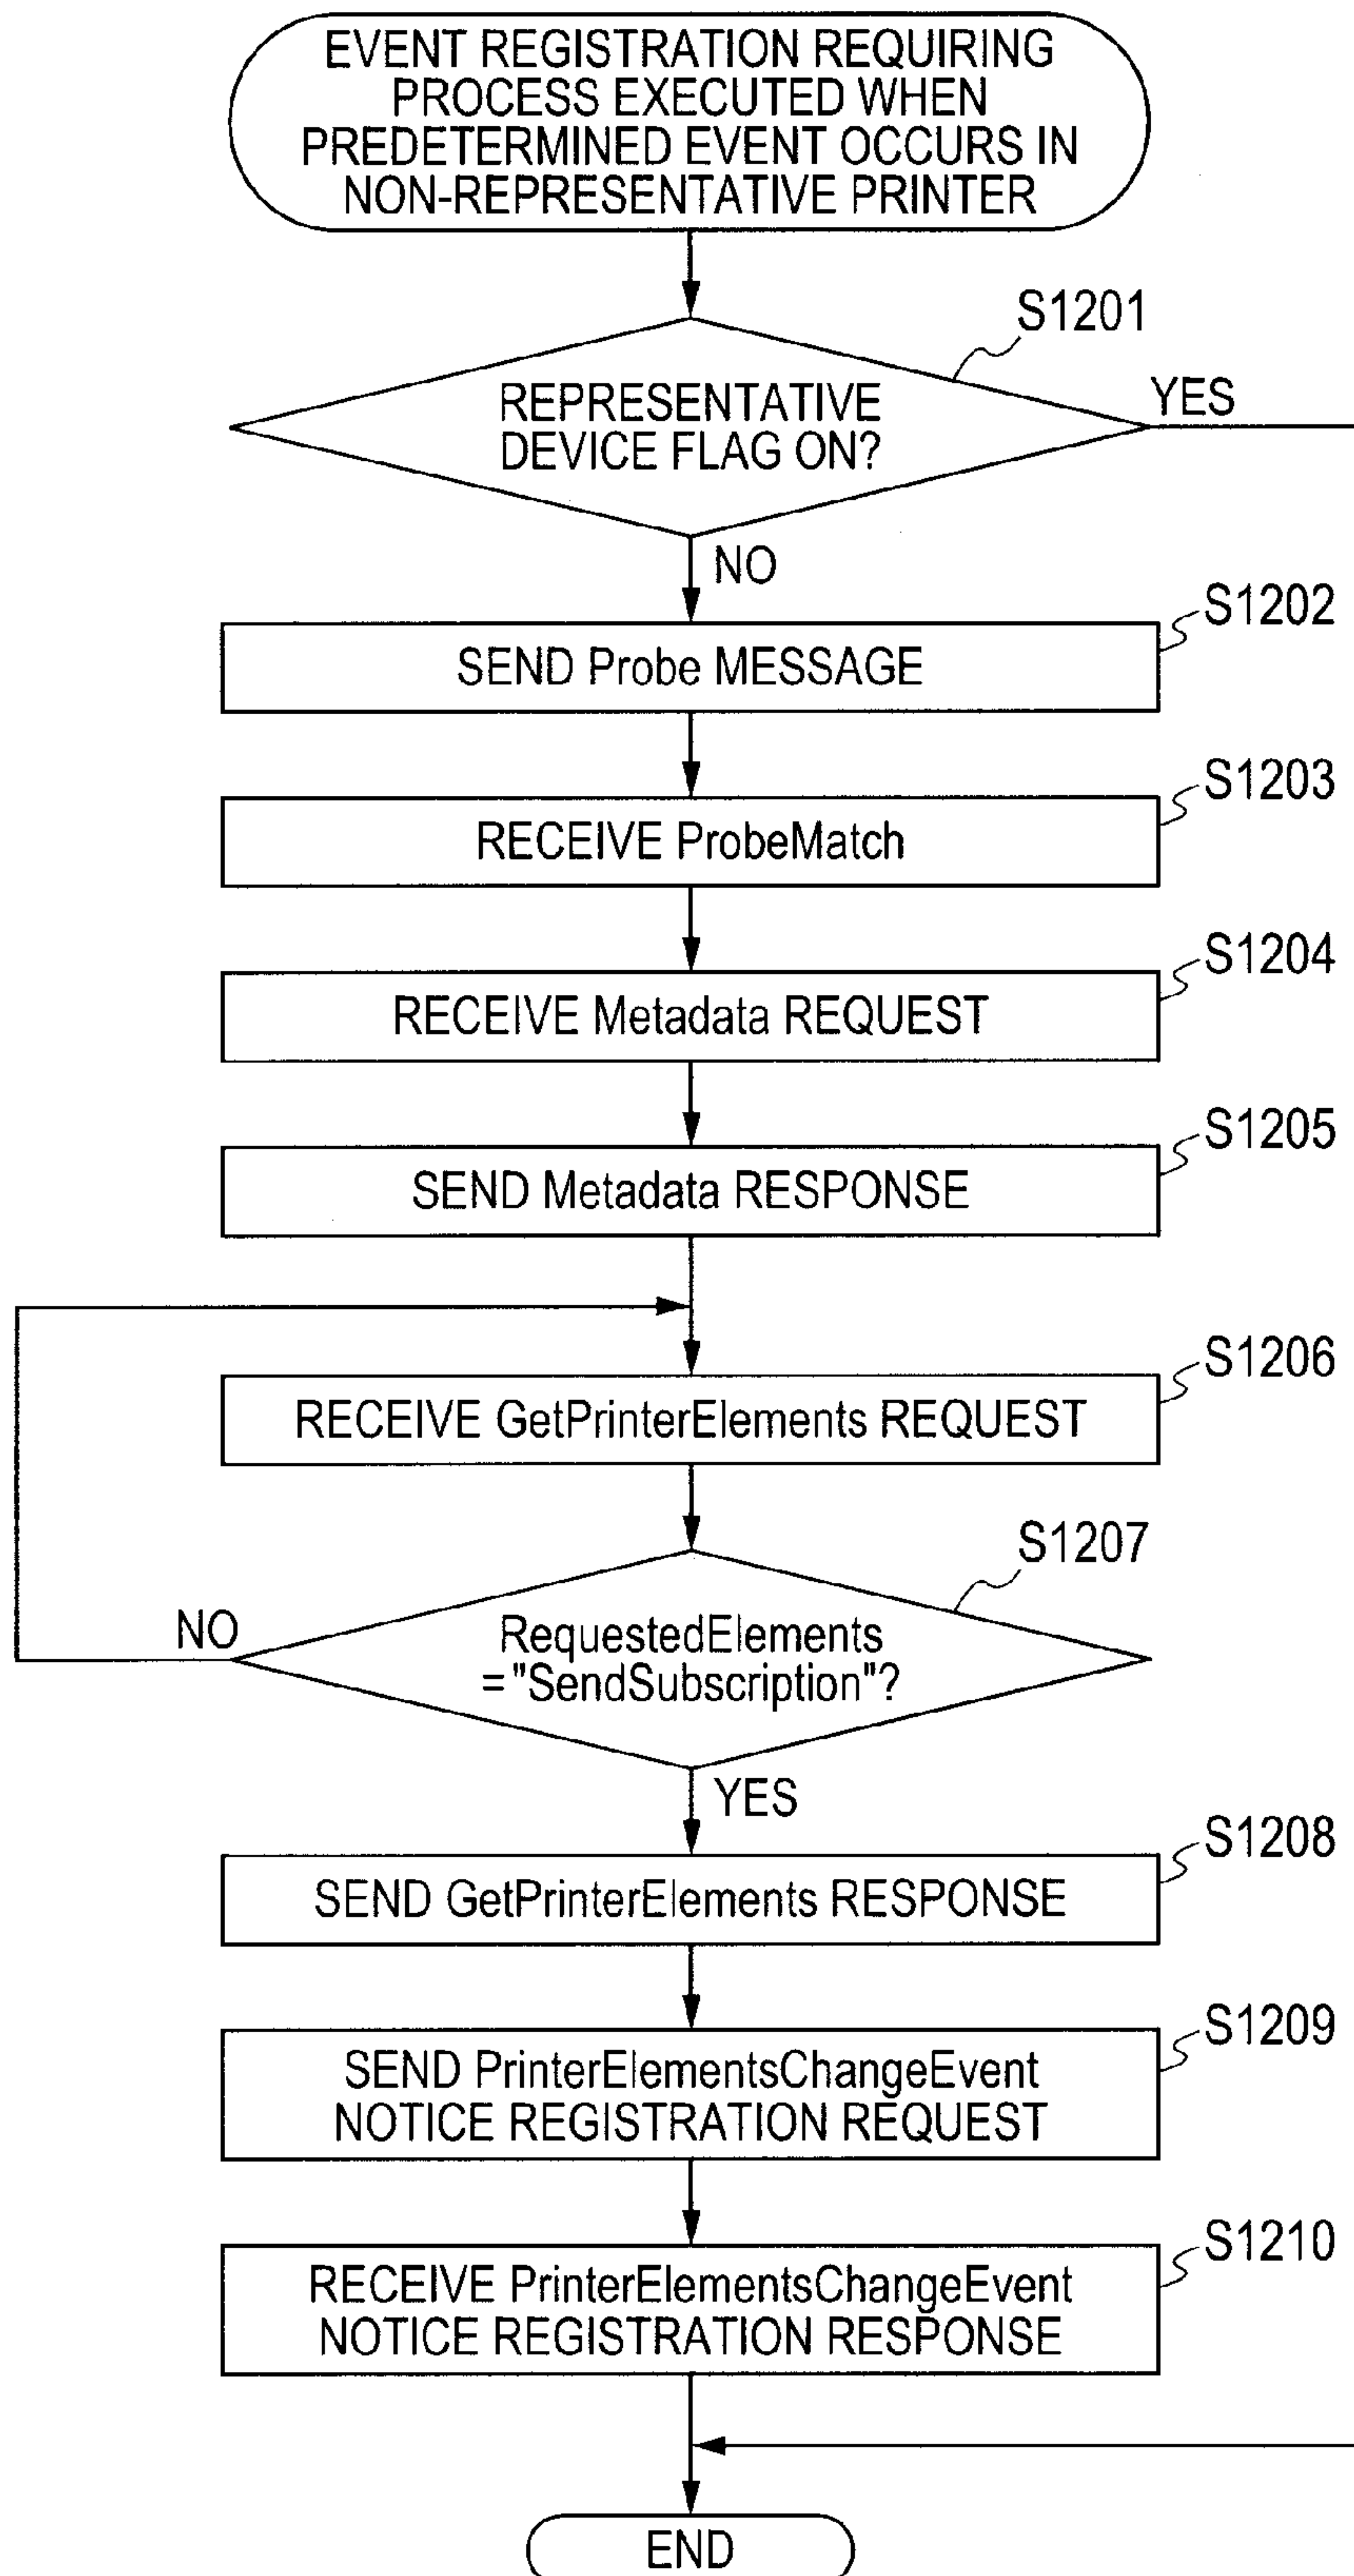 EVENT REGISTRATION REQUIRING
PROCESS EXECUTED WHEN
PREDETERMINED EVENT OCCURS IN
NON-REPRESENTATIVE PRINTER
S1201
REPRESENTATIVE
DEVICE FLAG ON?
YES
NO
S1202
SEND Probe MESSAGE
S1203
RECEIVE ProbeMatch
S1204
RECEIVE Metadata REQUEST
S1205
SEND Metadata RESPONSE
S1206
RECEIVE GetPrinterElements REQUEST
S1207
NO
RequestedElements
="SendSubscription"?
YES
S1208
SEND GetPrinterElements RESPONSE
S1209
SEND PrinterElementsChangeEvent
NOTICE REGISTRATION REQUEST
S1210
RECEIVE PrinterElementsChangeEvent
NOTICE REGISTRATION RESPONSE
END